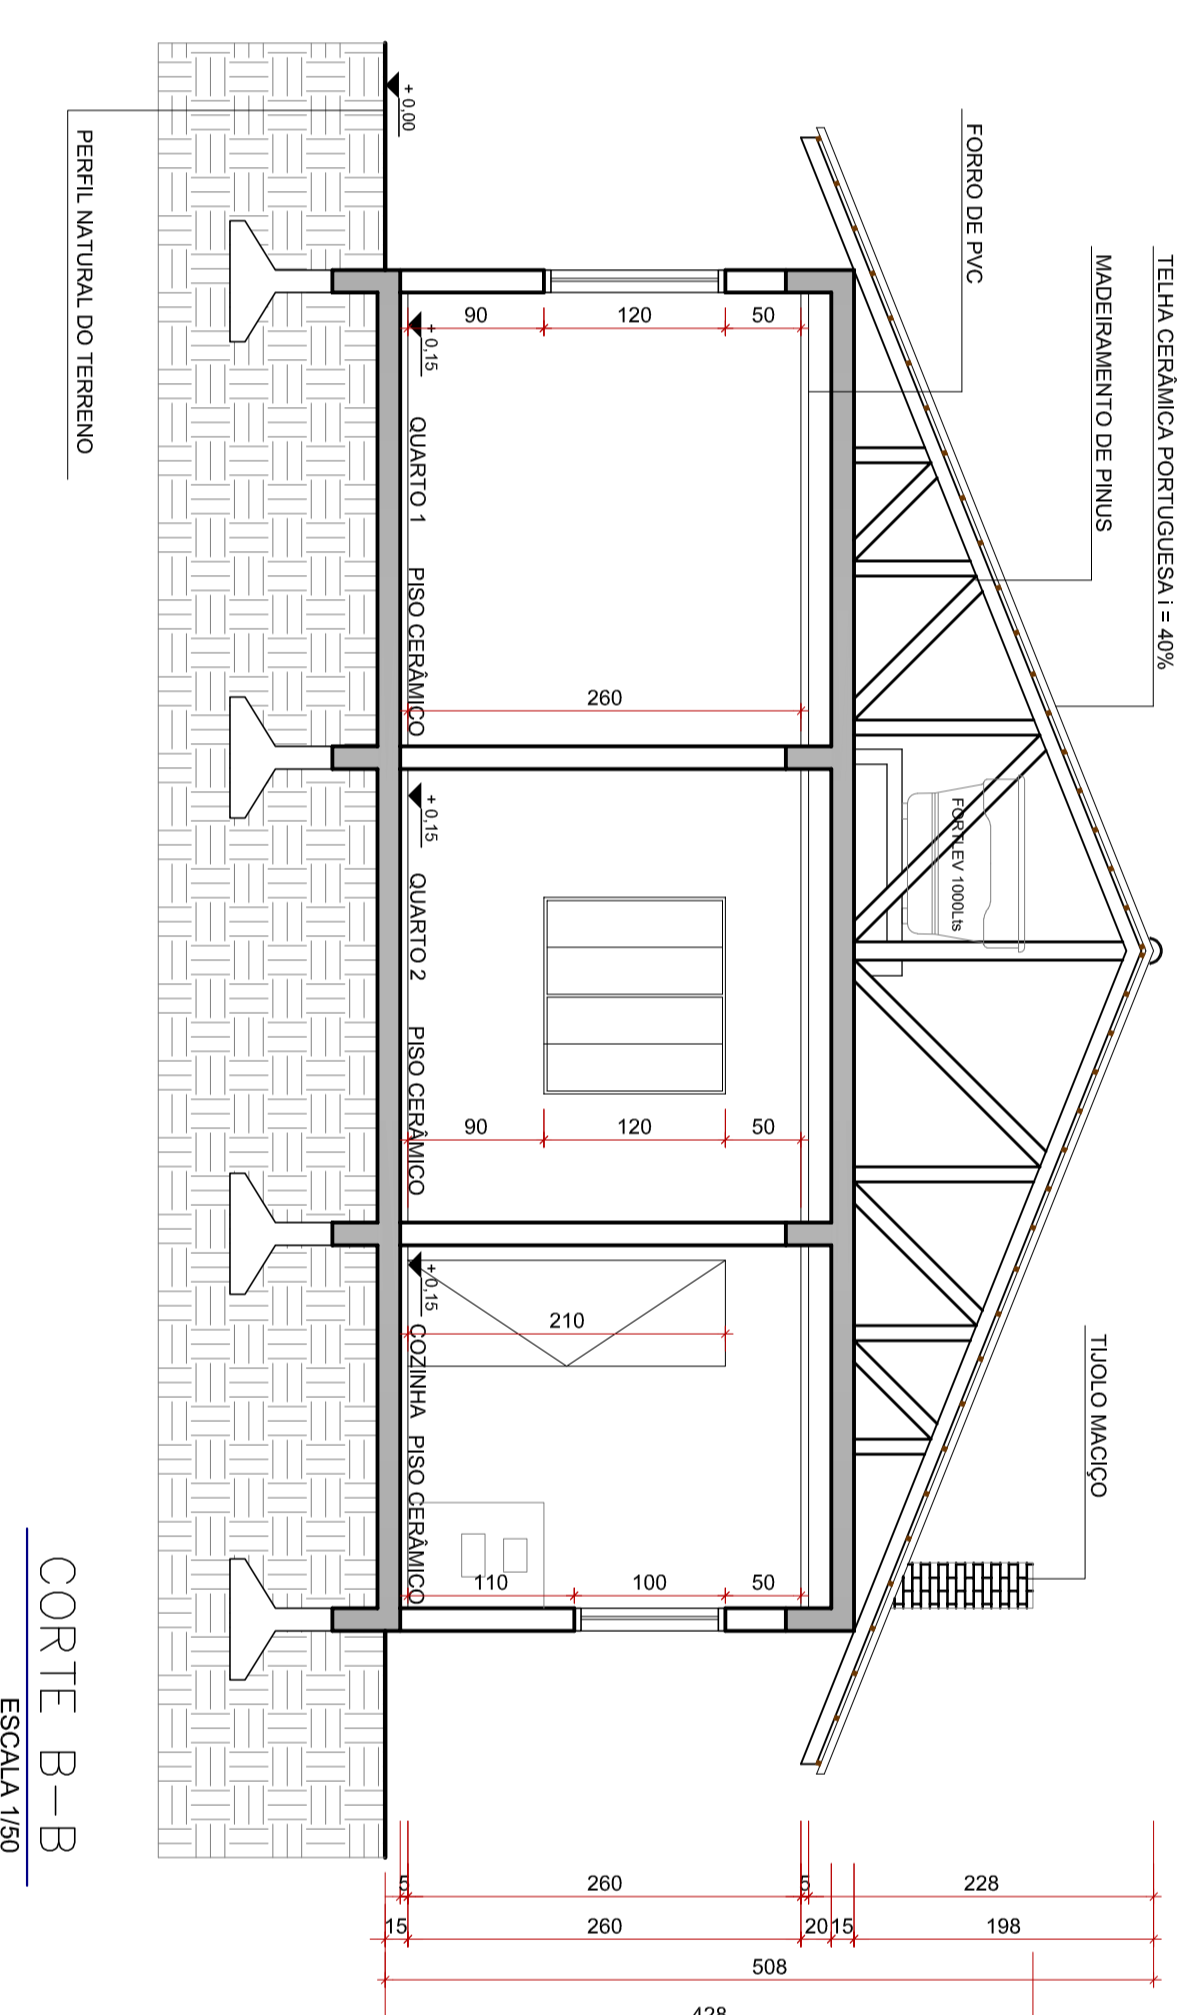 TELHA CERÂMICA PORTUGUESA i = 40%
MADEIRAMENTO DE PINUS
FORRO DE PVC
TIJOLO MACIÇO
FORTLEV 1000Lts
90
120
50
260
90
120
50
210
110
100
50
+ 0,00
+ 0,15
QUARTO 1
PISO CERÂMICO
+ 0,15
QUARTO 2
PISO CERÂMICO
+ 0,15
COZINHA
PISO CERÂMICO
PERFIL NATURAL DO TERRENO
5
260
5
228
15
260
20
15
198
508
428
CORTE B-B
ESCALA 1/50